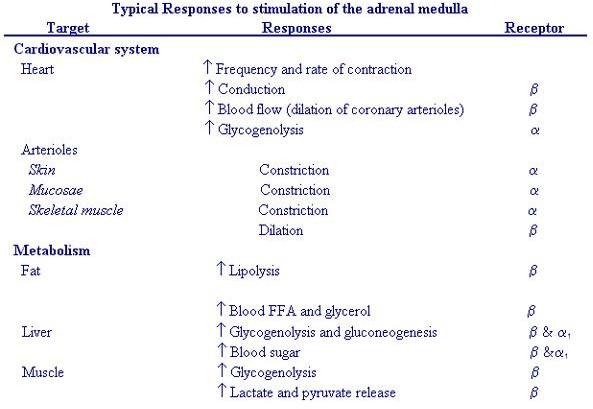 Typical Responses to stimulation of the adrenal medulla
Target Responses Receptor
Cardiovascular system
Heart ↑ Frequency and rate of contraction
↑ Conduction β
↑ Blood flow (dilation of coronary arterioles) β
↑ Glycogenolysis α
Arterioles
Skin Constriction α
Mucosae Constriction α
Skeletal muscle Constriction α
Dilation β
Metabolism
Fat ↑ Lipolysis β
↑ Blood FFA and glycerol β
Liver ↑ Glycogenolysis and gluconeogenesis β & α₁
↑ Blood sugar β &α₁
Muscle ↑ Glycogenolysis β
↑ Lactate and pyruvate release β